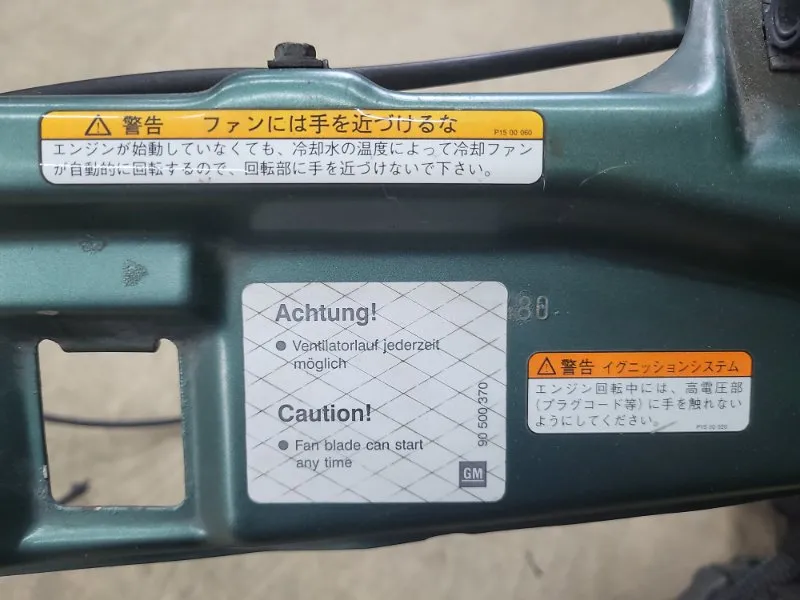 警告 ファンには手を近づけるな
P15 00 060
エンジンが始動していなくても、冷却水の温度によって冷却ファン
が自動的に回転するので、回転部に手を近づけないで下さい。
Achtung!
● Ventilatorlauf jederzeit
möglich
Caution!
● Fan blade can start
any time
90 500 370
GM
480
警告 イグニッションシステム
エンジン回転中には、高電圧部
(プラグコード等)に手を触れない
ようにしてください。